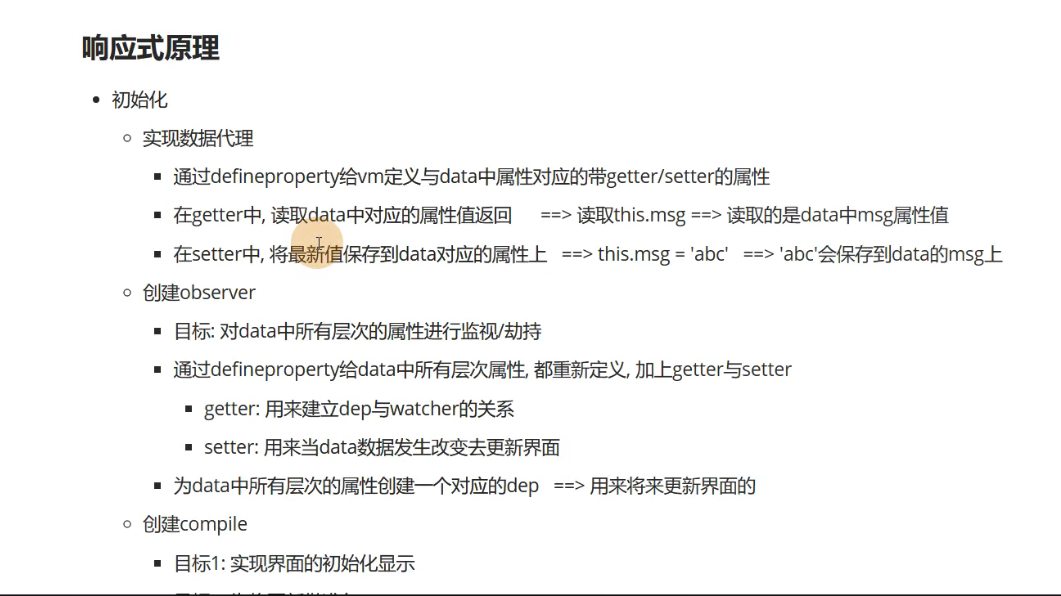 响应式原理
初始化
实现数据代理
通过defineproperty给vm定义与data中属性对应的带getter/setter的属性
在getter中, 读取data中对应的属性值返回 ==> 读取this.msg ==> 读取的是data中msg属性值
在setter中, 将最新值保存到data对应的属性上 ==> this.msg = 'abc' ==> 'abc'会保存到data的msg上
创建observer
目标: 对data中所有层次的属性进行监视/劫持
通过defineproperty给data中所有层次属性, 都重新定义, 加上getter与setter
getter: 用来建立dep与watcher的关系
setter: 用来当data数据发生改变去更新界面
为data中所有层次的属性创建一个对应的dep ==> 用来将来更新界面的
创建compile
目标1: 实现界面的初始化显示